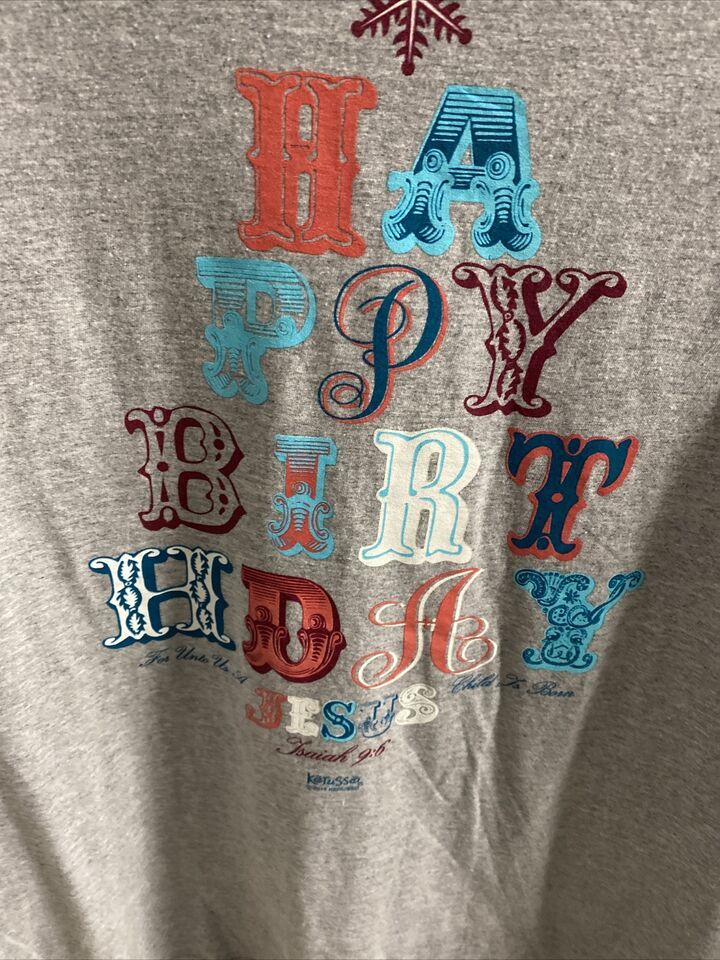 HA
PPY
BIRT
HDAY
For Unto Us A
Child Is Born
JESUS
Isaiah 9:6
Kerusso